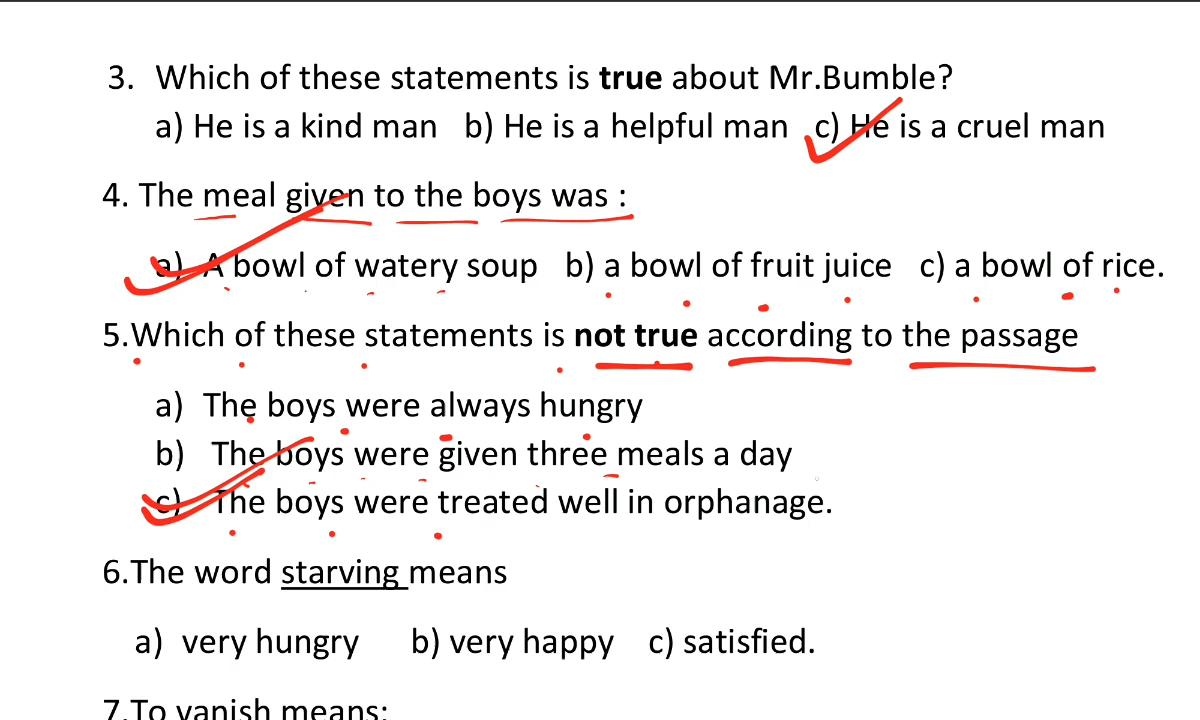 3. Which of these statements is true about Mr.Bumble?
a) He is a kind man b) He is a helpful man c) He is a cruel man
4. The meal given to the boys was :
a) A bowl of watery soup b) a bowl of fruit juice c) a bowl of rice.
5.Which of these statements is not true according to the passage
a) The boys were always hungry
b) The boys were given three meals a day
c) The boys were treated well in orphanage.
6.The word starving means
a) very hungry b) very happy c) satisfied.
7.To vanish means: